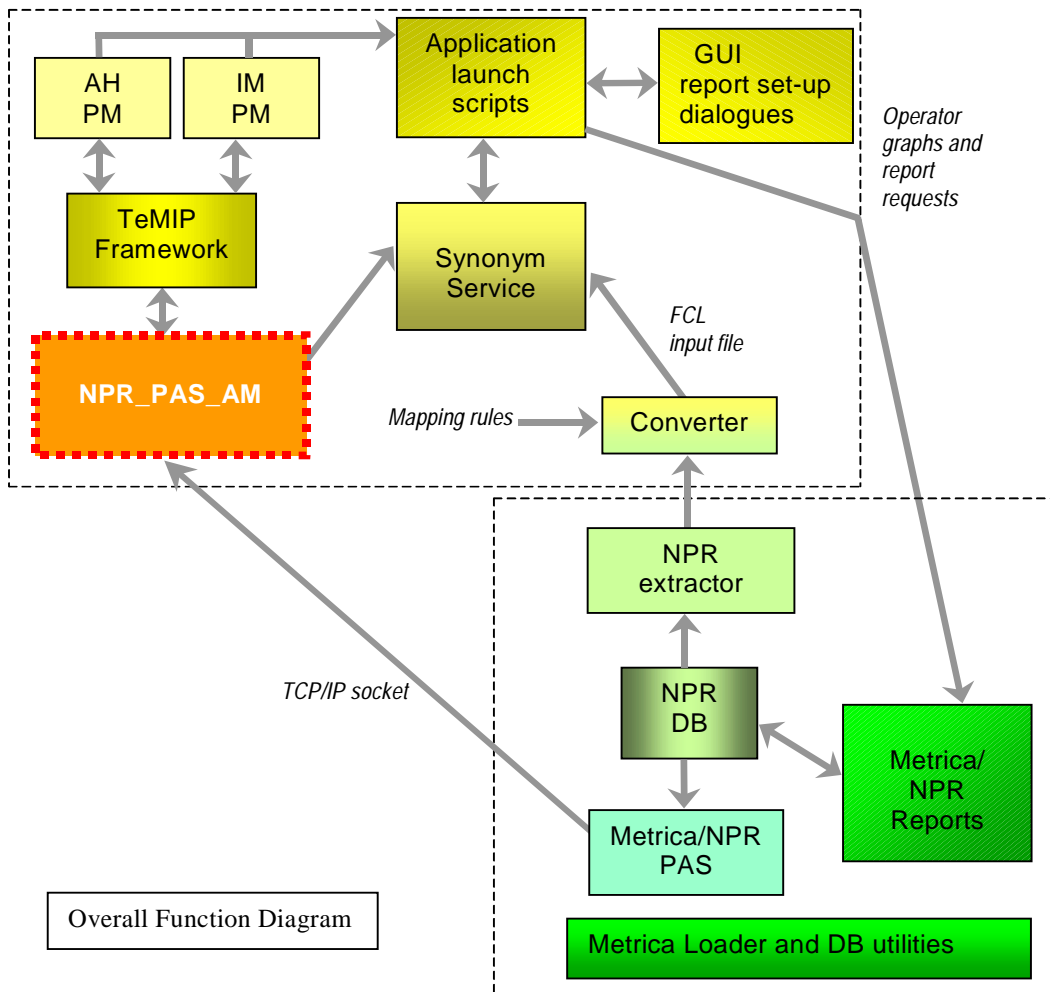 AH
PM
IM
PM
Application
launch
scripts
GUI
report set-up
dialogues
Operator
graphs and
report
requests
TeMIP
Framework
Synonym
Service
FCL
input file
NPR_PAS_AM
Mapping rules
Converter
NPR
extractor
TCP/IP socket
NPR
DB
Metrica/
NPR
Reports
Metrica/NPR
PAS
Overall Function Diagram
Metrica Loader and DB utilities